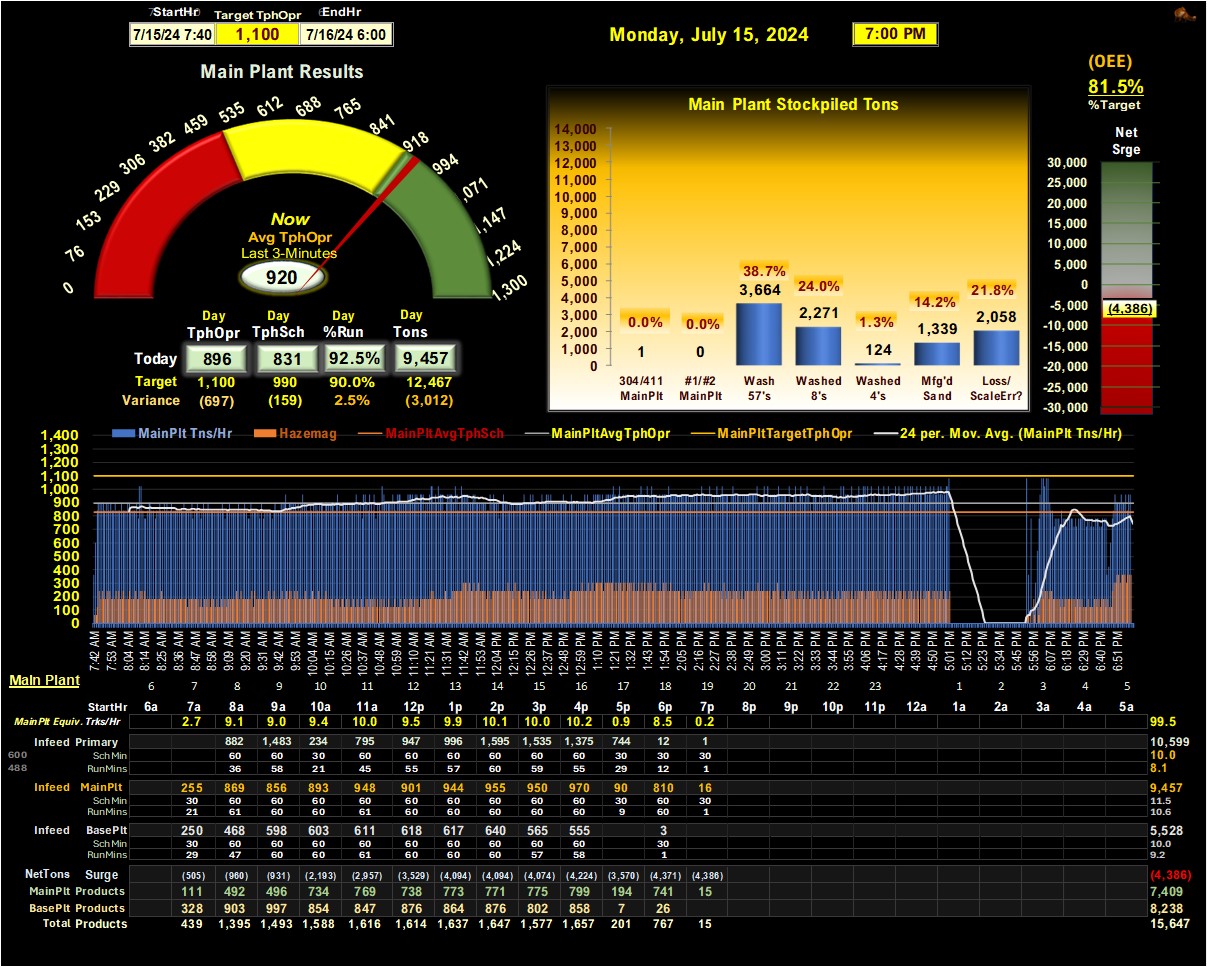 StartHr Target TphOpr EndHr
7/15/24 7:40 1,100 7/16/24 6:00
Monday, July 15, 2024 7:00 PM
(OEE)
81.5%
%Target
Main Plant Results
0 76 153 229 306 382 459 535 612 688 765 841 918 994 ,071 ,147 1,224 1,300
Now
Avg TphOpr
Last 3-Minutes
920
Day Day Day Day
TphOpr TphSch %Run Tons
Today 896 831 92.5% 9,457
Target 1,100 990 90.0% 12,467
Variance (697) (159) 2.5% (3,012)
Main Plant Stockpiled Tons
14,000
13,000
12,000
11,000
10,000
9,000
8,000
7,000
6,000
5,000
4,000
3,000
2,000
1,000
0
0.0% 0.0% 38.7% 24.0% 1.3% 14.2% 21.8%
1 0 3,664 2,271 124 1,339 2,058
304/411 #1/#2 Wash Washed Washed Mfg'd Loss/
MainPlt MainPlt 57's 8's 4's Sand ScaleErr?
Net
Srge
30,000
25,000
20,000
15,000
10,000
5,000
0
-5,000
-10,000
-15,000
-20,000
-25,000
-30,000
(4,386)
MainPlt Tns/Hr Hazemag MainPltAvgTphSch MainPltAvgTphOpr MainPltTargetTphOpr 24 per. Mov. Avg. (MainPlt Tns/Hr)
1,400
1,300
1,200
1,100
1,000
900
800
700
600
500
400
300
200
100
0
7:42 AM 7:53 AM 8:04 AM 8:14 AM 8:25 AM 8:36 AM 8:47 AM 8:58 AM 9:09 AM 9:20 AM 9:31 AM 9:42 AM 9:53 AM 10:04 AM 10:15 AM 10:26 AM 10:37 AM 10:48 AM 10:59 AM 11:10 AM 11:21 AM 11:31 AM 11:42 AM 11:53 AM 12:04 PM 12:15 PM 12:26 PM 12:37 PM 12:48 PM 12:59 PM 1:10 PM 1:21 PM 1:32 PM 1:43 PM 1:54 PM 2:05 PM 2:16 PM 2:27 PM 2:38 PM 2:49 PM 3:00 PM 3:11 PM 3:22 PM 3:33 PM 3:44 PM 3:55 PM 4:06 PM 4:17 PM 4:28 PM 4:39 PM 4:50 PM 5:01 PM 5:12 PM 5:23 PM 5:34 PM 5:45 PM 5:56 PM 6:07 PM 6:18 PM 6:29 PM 6:40 PM 6:51 PM
Main Plant
6 7 8 9 10 11 12 13 14 15 16 17 18 19 20 21 22 23 1 2 3 4 5
StartHr 6a 7a 8a 9a 10a 11a 12p 1p 2p 3p 4p 5p 6p 7p 8p 9p 10p 11p 12a 1a 2a 3a 4a 5a
MainPlt Equiv. Trks/Hr 2.7 9.1 9.0 9.4 10.0 9.5 9.9 10.1 10.0 10.2 0.9 8.5 0.2 99.5
Infeed Primary 882 1,483 234 795 947 996 1,595 1,535 1,375 744 12 1 10,599
600 Sch Min 60 60 30 60 60 60 60 60 60 30 30 30 10.0
488 RunMins 36 58 21 45 55 57 60 59 55 29 12 1 8.1
Infeed MainPlt 255 869 856 893 948 901 944 955 950 970 90 810 16 9,457
Sch Min 30 60 60 60 60 60 60 60 60 60 30 60 30 11.5
RunMins 21 61 60 60 61 60 60 60 60 60 9 60 1 10.6
Infeed BasePlt 250 468 598 603 611 618 617 640 565 555 3 5,528
Sch Min 30 60 60 60 60 60 60 60 60 60 60 10.0
RunMins 29 47 60 60 61 60 60 60 57 58 1 9.2
NetTons Surge (505) (960) (931) (2,193) (2,957) (3,529) (4,094) (4,094) (4,074) (4,224) (3,570) (4,371) (4,386) (4,386)
MainPlt Products 111 492 496 734 769 738 773 771 775 799 194 741 15 7,409
BasePlt Products 328 903 997 854 847 876 864 876 802 858 7 26 8,238
Total Products 439 1,395 1,493 1,588 1,616 1,614 1,637 1,647 1,577 1,657 201 767 15 15,647